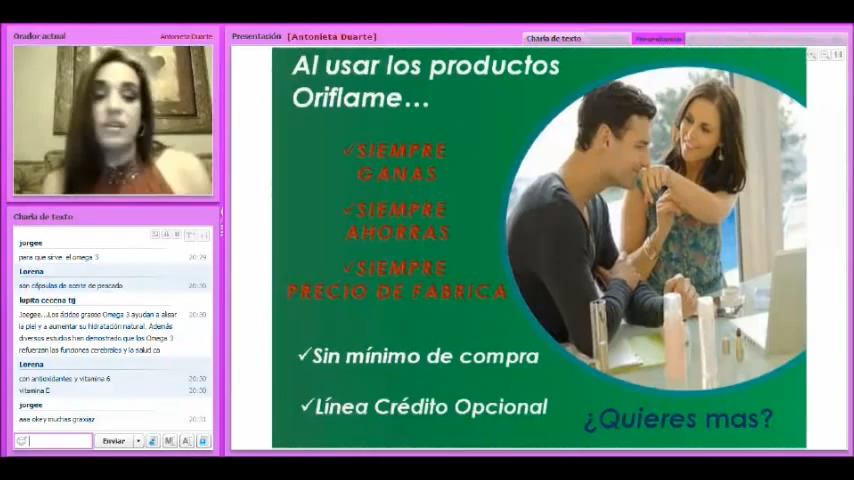 Orador actual
Antonieta Duarte
Presentación
[Antonieta Duarte]
Charla de texto
Presentación
Charla de texto
jorgee
para que sirve el omega 3
20:29
Lorena
son cápsulas de aceite de pescado
20:30
lupita cecena tij
Joegee...Los ácidos grasos Omega 3 ayudan a alisar
20:30
la piel y a aumentar su hidratación natural. Además
diversos estudios han demostrado que los Omega 3
refuerzan las funciones cerebrales y la salud ca
Lorena
con antioxidantes y vitamina 6
20:30
vitamina E
20:30
jorgee
aaa okey muchas graxiaz
20:31
Enviar
Al usar los productos
Oriflame...
✓SIEMPRE
GANAS
✓SIEMPRE
AHORRAS
✓SIEMPRE
PRECIO DE FABRICA
✓Sin mínimo de compra
✓Línea Crédito Opcional
¿Quieres mas?